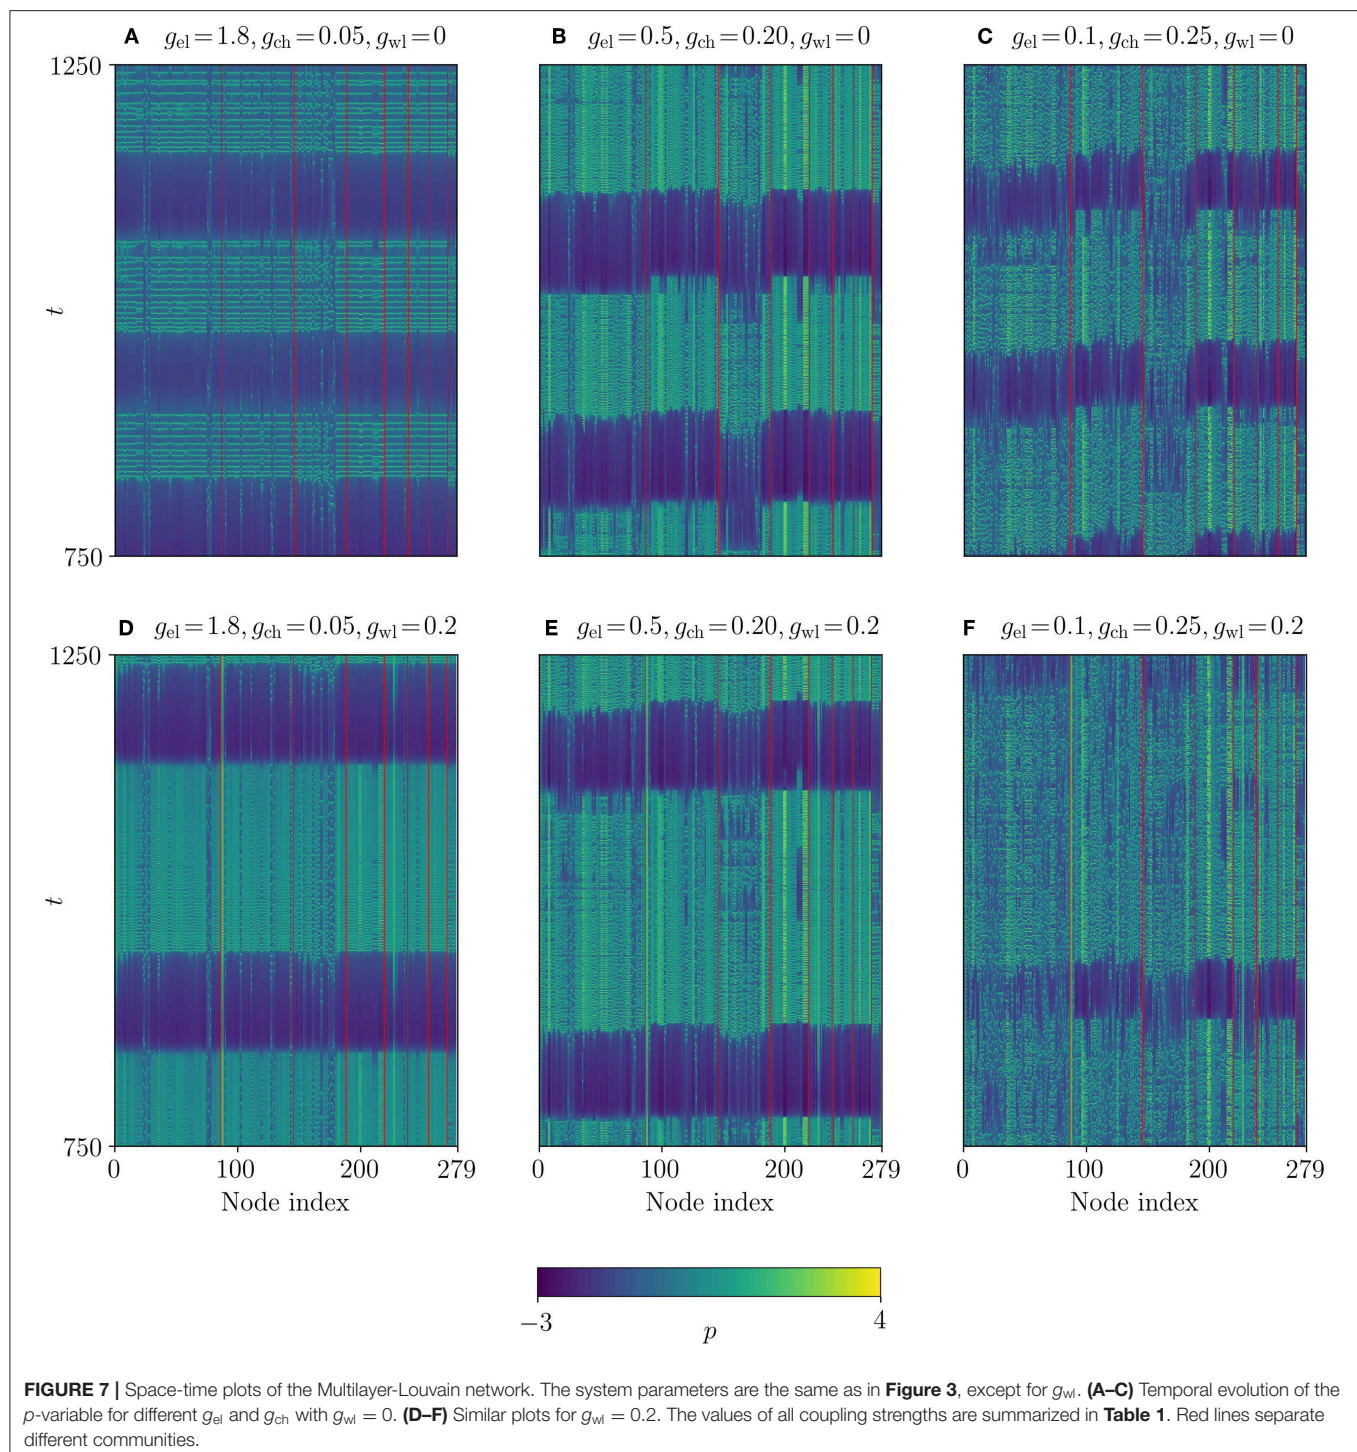 A g_el=1.8, g_ch=0.05, g_wl=0
B g_el=0.5, g_ch=0.20, g_wl=0
C g_el=0.1, g_ch=0.25, g_wl=0
1250
t
750
D g_el=1.8, g_ch=0.05, g_wl=0.2
E g_el=0.5, g_ch=0.20, g_wl=0.2
F g_el=0.1, g_ch=0.25, g_wl=0.2
1250
t
750
0 100 200 279
0 100 200 279
0 100 200 279
Node index
Node index
Node index
−3 4
p
FIGURE 7 | Space-time plots of the Multilayer-Louvain network. The system parameters are the same as in Figure 3, except for g_wl. (A–C) Temporal evolution of the
p-variable for different g_el and g_ch with g_wl = 0. (D–F) Similar plots for g_wl = 0.2. The values of all coupling strengths are summarized in Table 1. Red lines separate
different communities.